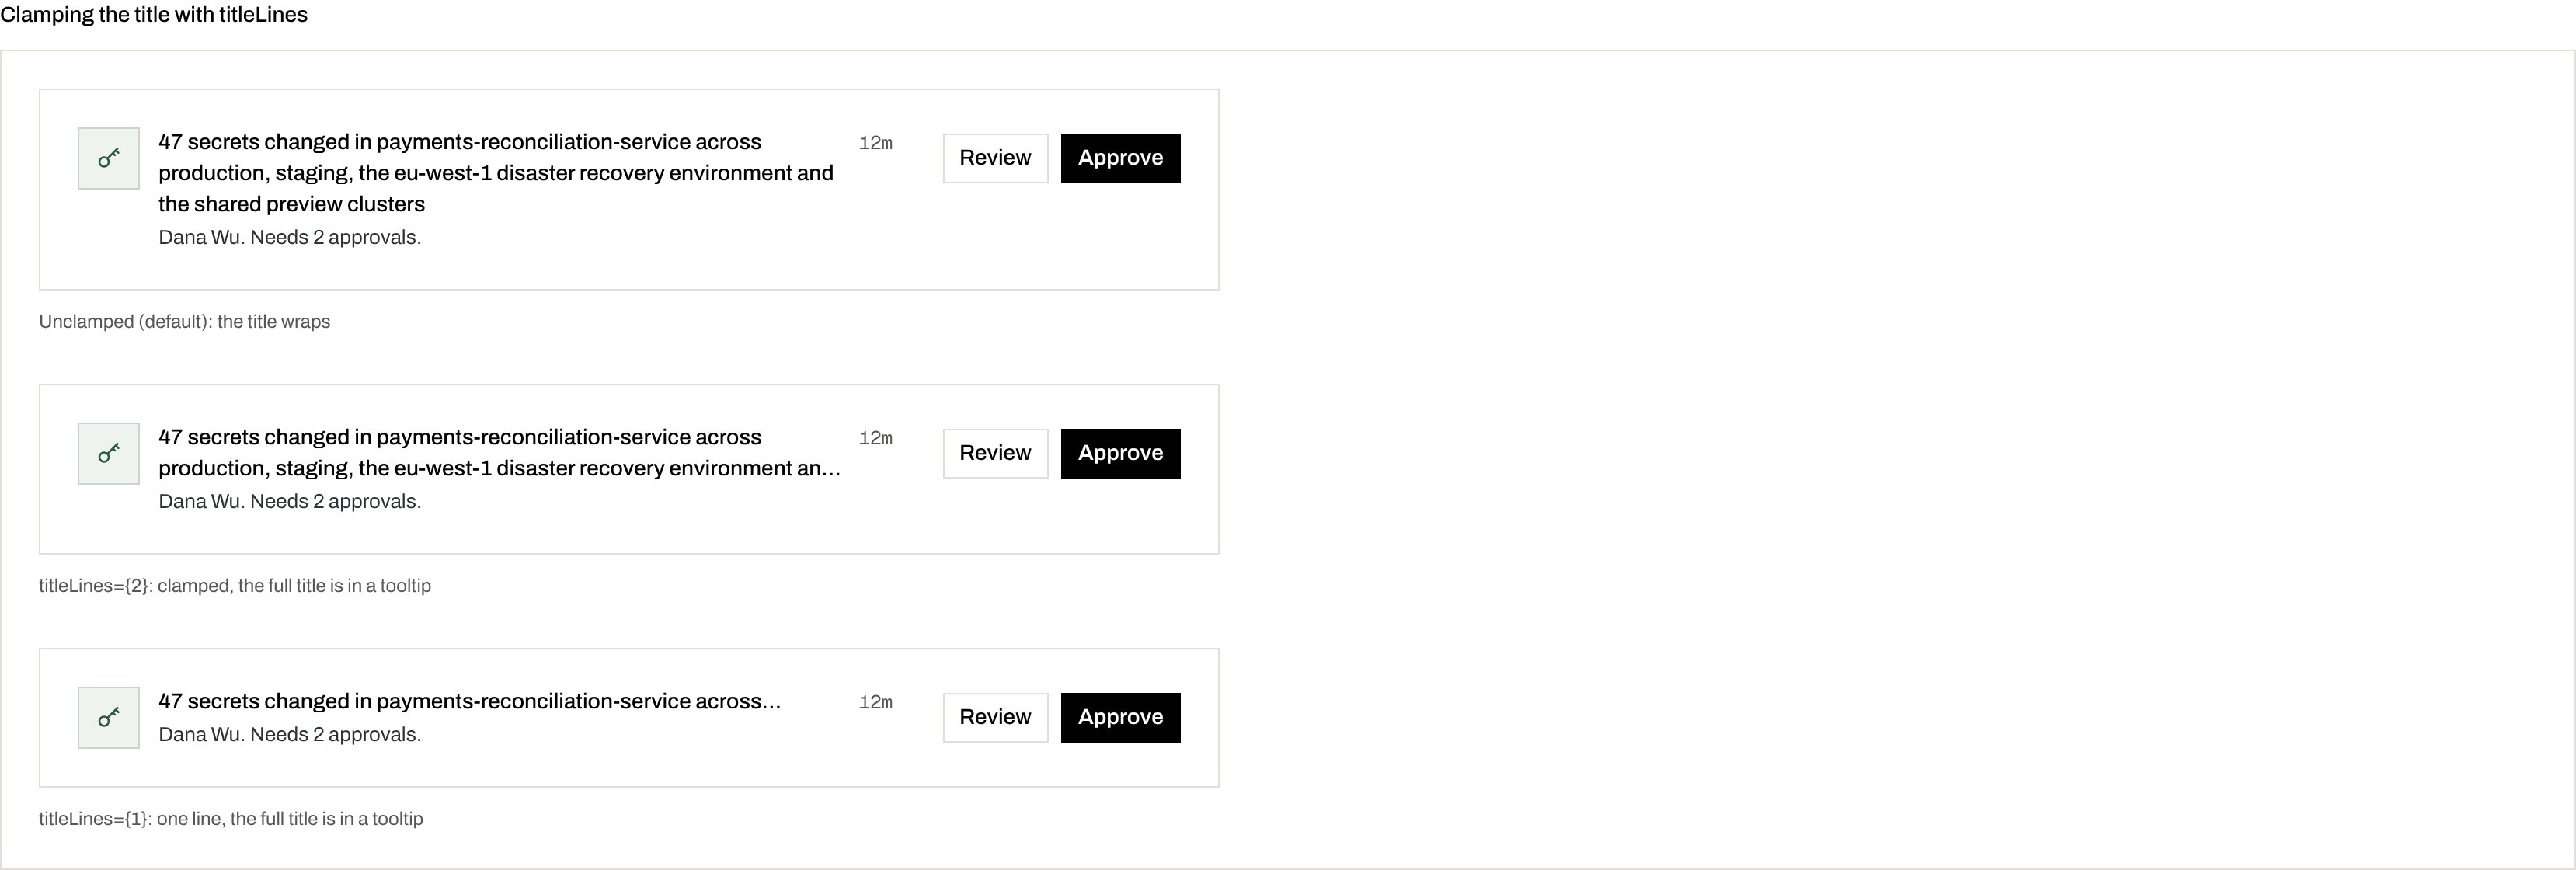 Clamping the title with titleLines
47 secrets changed in payments-reconciliation-service across
production, staging, the eu-west-1 disaster recovery environment and
the shared preview clusters
Dana Wu. Needs 2 approvals.
12m
Review
Approve
Unclamped (default): the title wraps
47 secrets changed in payments-reconciliation-service across
production, staging, the eu-west-1 disaster recovery environment an...
Dana Wu. Needs 2 approvals.
12m
Review
Approve
titleLines={2}: clamped, the full title is in a tooltip
47 secrets changed in payments-reconciliation-service across...
Dana Wu. Needs 2 approvals.
12m
Review
Approve
titleLines={1}: one line, the full title is in a tooltip